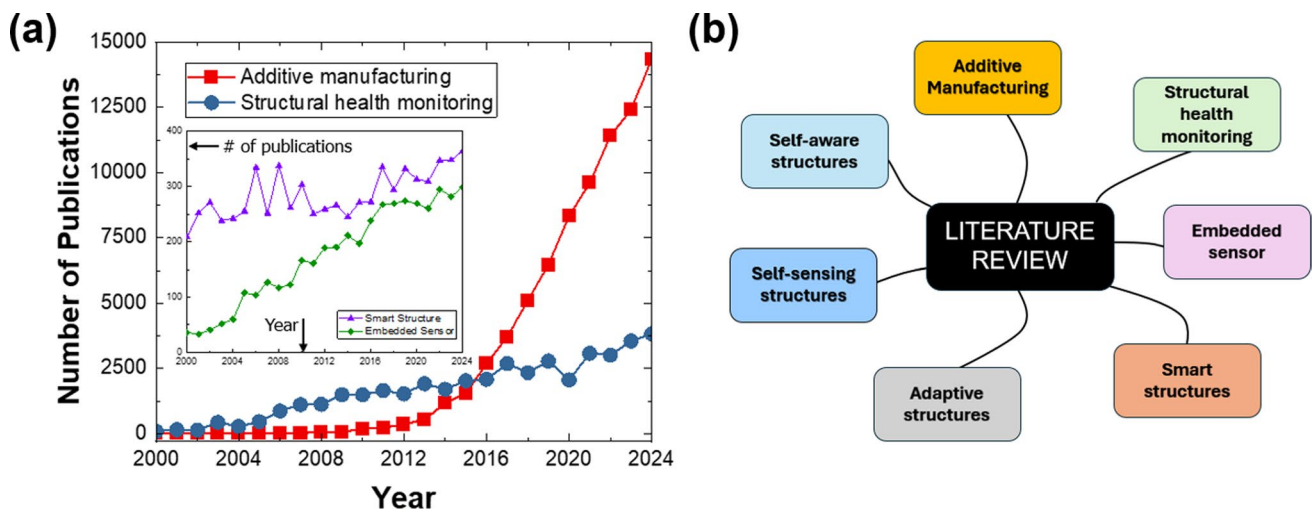 (a)
15000
12500
10000
7500
5000
2500
0
Number of Publications
Additive manufacturing
Structural health monitoring
400
300
200
100
0
# of publications
Year
Smart Structure
Embedded Sensor
2000 2004 2008 2012 2016 2020 2024
2000 2004 2008 2012 2016 2020 2024
Year
(b)
Additive
Manufacturing
Structural
health
monitoring
Self-aware
structures
LITERATURE
REVIEW
Embedded
sensor
Self-sensing
structures
Adaptive
structures
Smart
structures